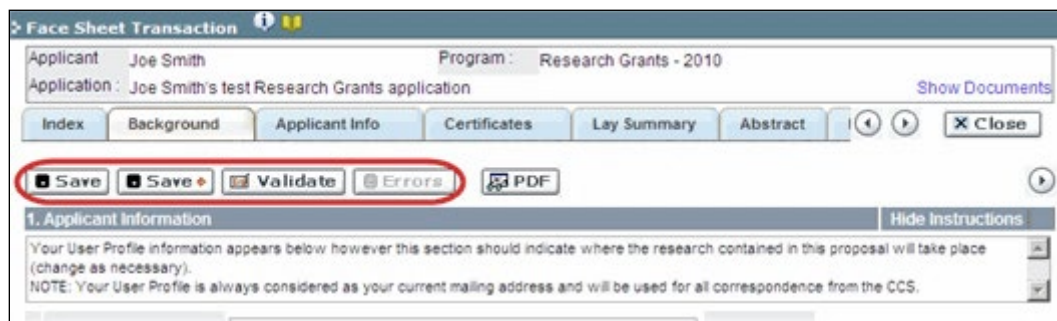 Face Sheet Transaction
Applicant Joe Smith Program : Research Grants - 2010
Application : Joe Smith's test Research Grants application Show Documents
Index Background Applicant Info Certificates Lay Summary Abstract Close
Save Save Validate Errors PDF
1. Applicant Information Hide Instructions
Your User Profile information appears below however this section should indicate where the research contained in this proposal will take place
(change as necessary).
NOTE: Your User Profile is always considered as your current mailing address and will be used for all correspondence from the CCS.